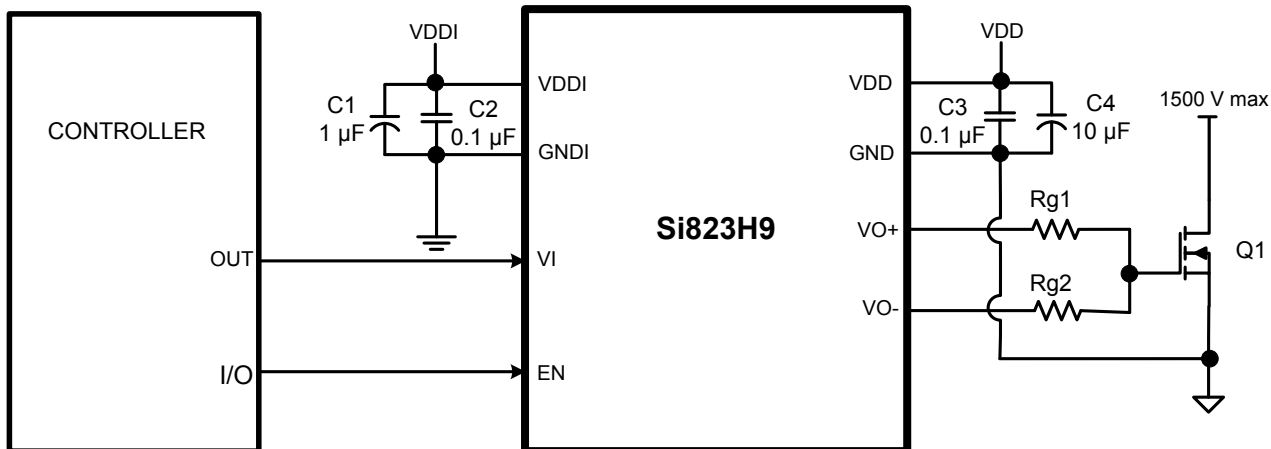 CONTROLLER
OUT
I/O
VDDI
C1
1 µF
C2
0.1 µF
VDDI
GNDI
VI
EN
Si823H9
VDD
GND
VO+
VO-
VDD
C3
0.1 µF
C4
10 µF
Rg1
Rg2
1500 V max
Q1